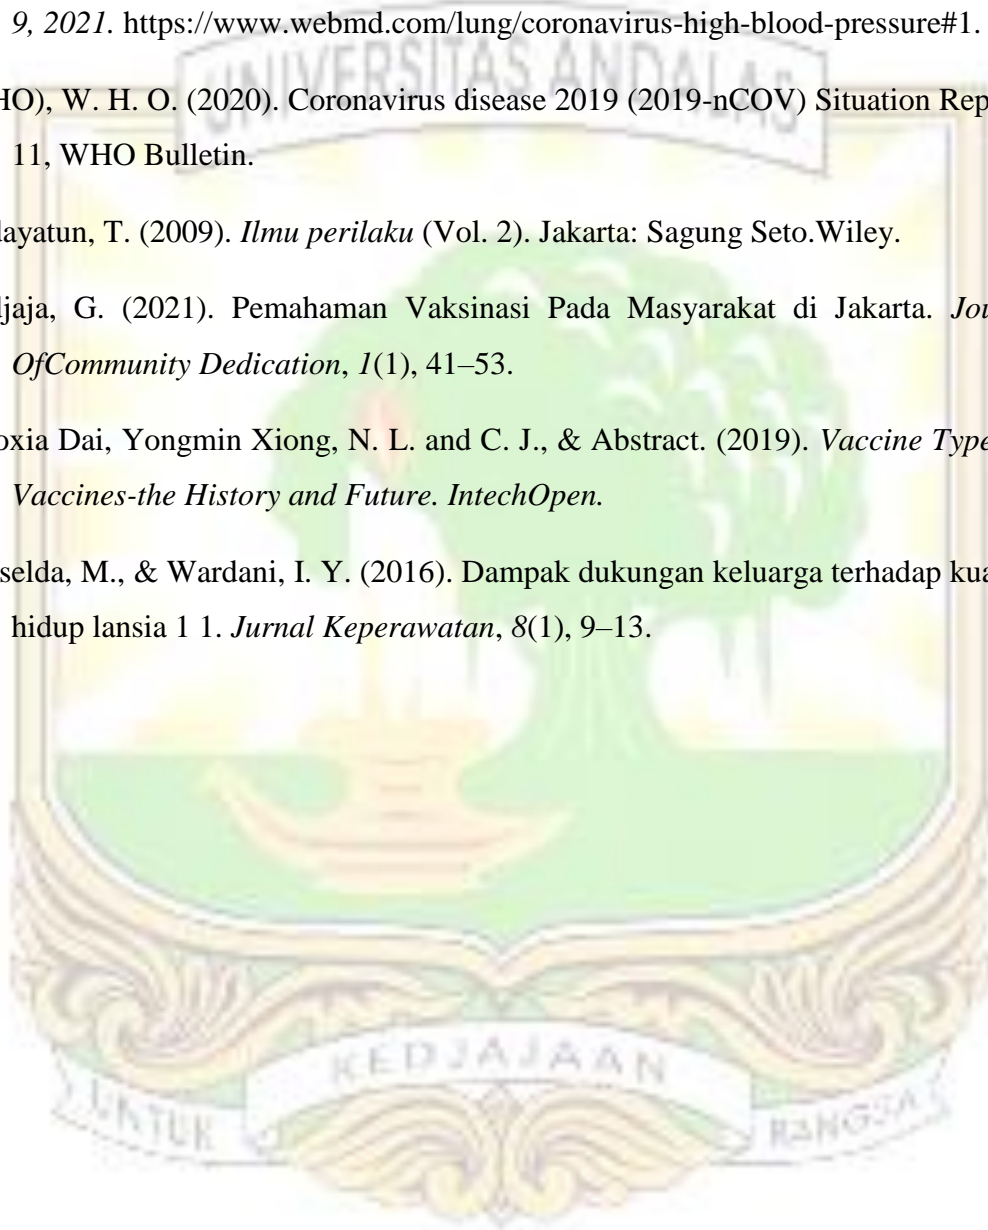 9, 2021. https://www.webmd.com/lung/coronavirus-high-blood-pressure#1.
UNIVERSITAS ANDALAS
HO), W. H. O. (2020). Coronavirus disease 2019 (2019-nCOV) Situation Rep
11, WHO Bulletin.
layatun, T. (2009). Ilmu perilaku (Vol. 2). Jakarta: Sagung Seto.Wiley.
jaja, G. (2021). Pemahaman Vaksinasi Pada Masyarakat di Jakarta. Jou
OfCommunity Dedication, 1(1), 41–53.
oxia Dai, Yongmin Xiong, N. L. and C. J., & Abstract. (2019). Vaccine Type
Vaccines-the History and Future. IntechOpen.
selda, M., & Wardani, I. Y. (2016). Dampak dukungan keluarga terhadap kua
hidup lansia 1 1. Jurnal Keperawatan, 8(1), 9–13.
KEDJAJAAN
UNTUK BANGSA